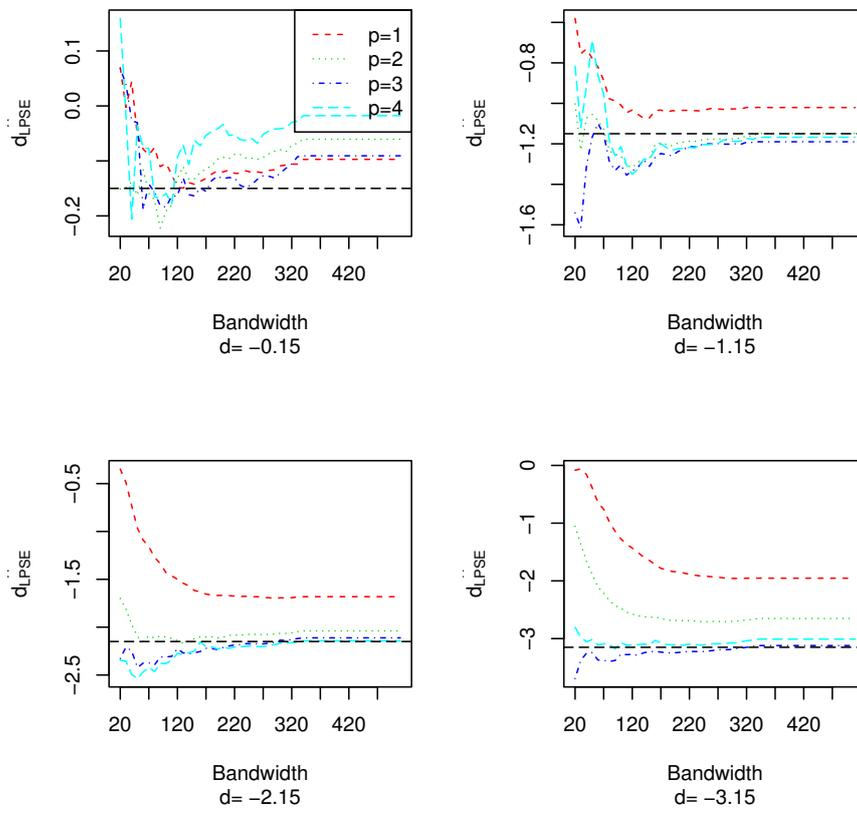 p=1
p=2
p=3
p=4
0.1
0.0
−0.2
d̈LPSE
20 120 220 320 420
Bandwidth
d= −0.15
−0.8
−1.2
−1.6
d̈LPSE
20 120 220 320 420
Bandwidth
d= −1.15
−0.5
−1.5
−2.5
d̈LPSE
20 120 220 320 420
Bandwidth
d= −2.15
0
−1
−2
−3
d̈LPSE
20 120 220 320 420
Bandwidth
d= −3.15